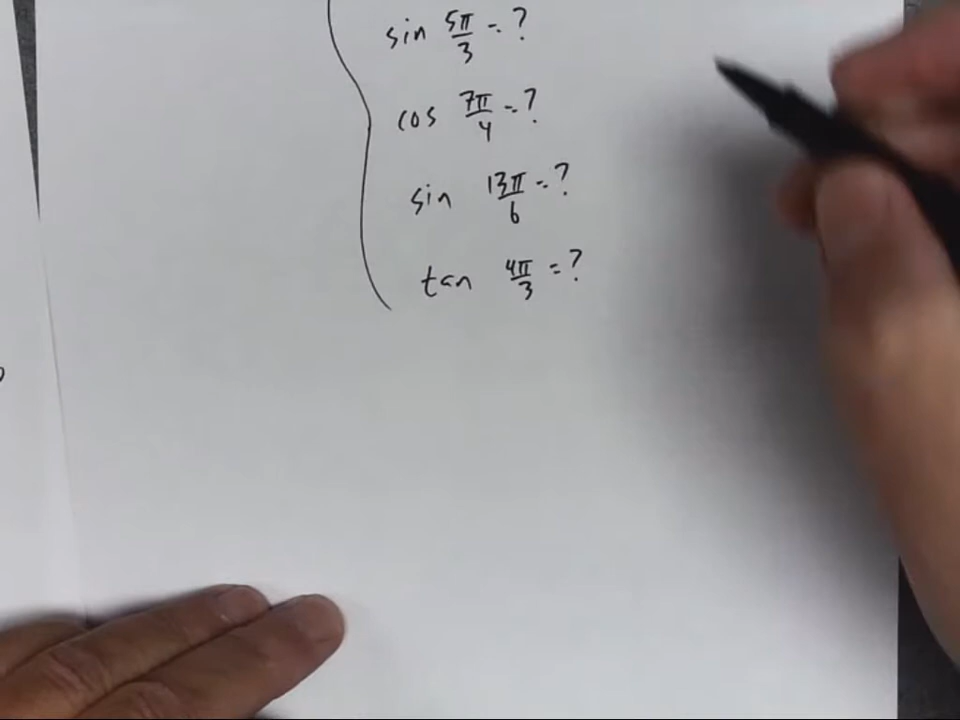 sin 5π/3 = ?
cos 7π/4 = ?
sin 13π/6 = ?
tan 4π/3 = ?